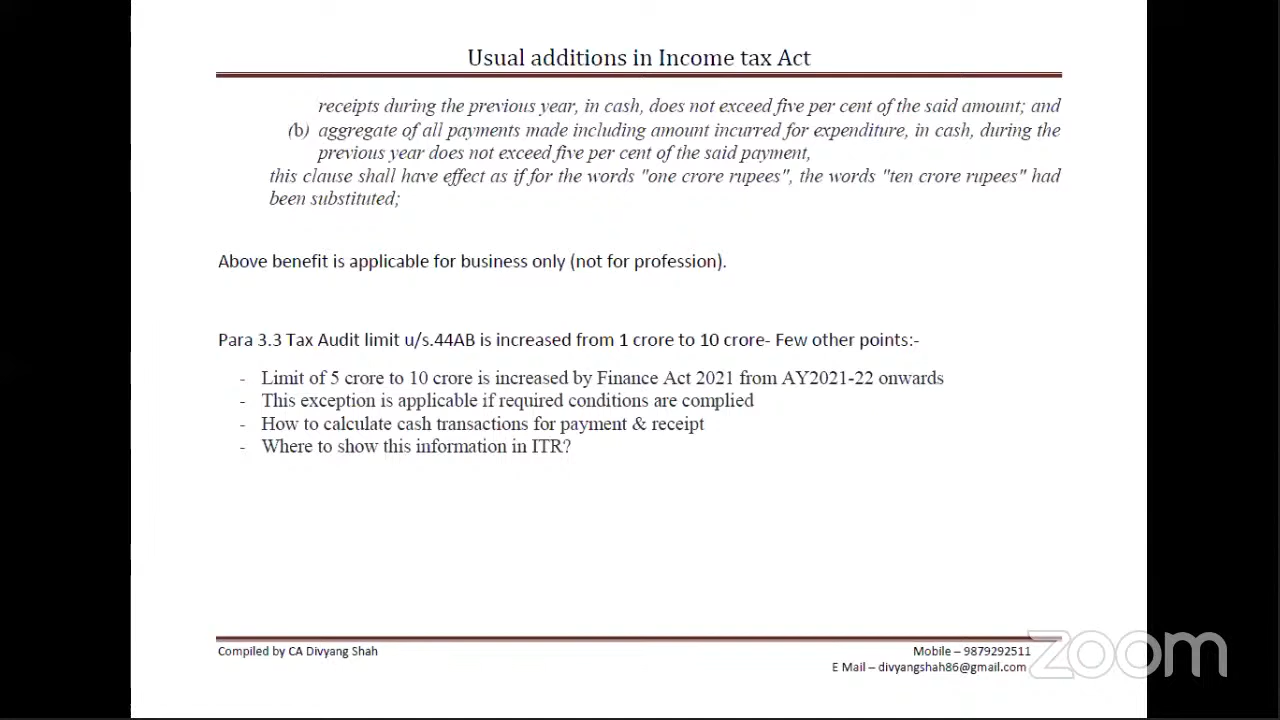 Usual additions in Income tax Act
receipts during the previous year, in cash, does not exceed five per cent of the said amount; and
(b) aggregate of all payments made including amount incurred for expenditure, in cash, during the
previous year does not exceed five per cent of the said payment,
this clause shall have effect as if for the words "one crore rupees", the words "ten crore rupees" had
been substituted;
Above benefit is applicable for business only (not for profession).
Para 3.3 Tax Audit limit u/s.44AB is increased from 1 crore to 10 crore- Few other points:-
- Limit of 5 crore to 10 crore is increased by Finance Act 2021 from AY2021-22 onwards
- This exception is applicable if required conditions are complied
- How to calculate cash transactions for payment & receipt
- Where to show this information in ITR?
Compiled by CA Divyang Shah
Mobile – 9879292511
E Mail – divyangshah86@gmail.com
zoom